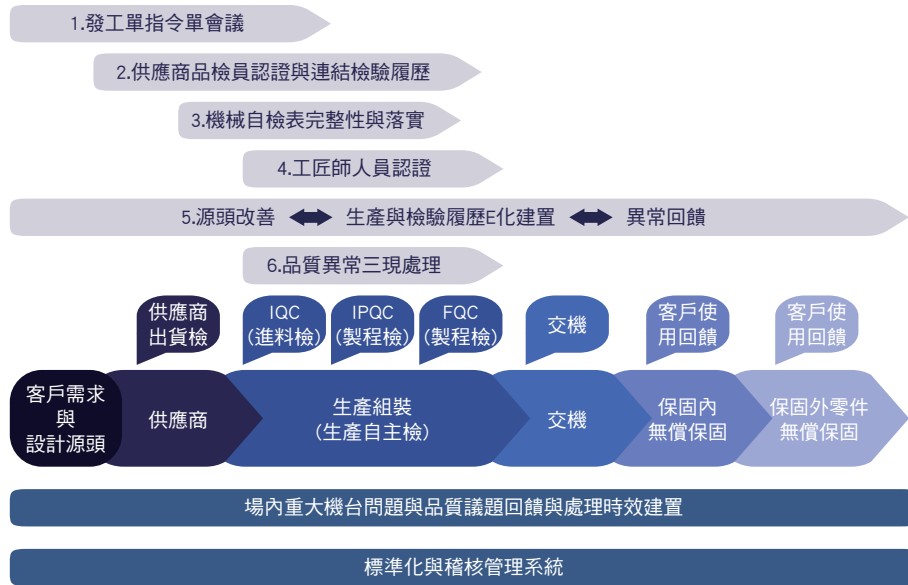 1.發工單指令單會議
2.供應商品檢員認證與連結檢驗履歷
3.機械自檢表完整性與落實
4.工匠師人員認證
5.源頭改善 生產與檢驗履歷E化建置 異常回饋
6.品質異常三現處理
供應商
出貨檢
IQC
(進料檢)
IPQC
(製程檢)
FQC
(製程檢)
交機
客戶使
用回饋
客戶使
用回饋
客戶需求
與
設計源頭
供應商
生產組裝
(生產自主檢)
交機
保固內
無償保固
保固外零件
無償保固
場內重大機台問題與品質議題回饋與處理時效建置
標準化與稽核管理系統